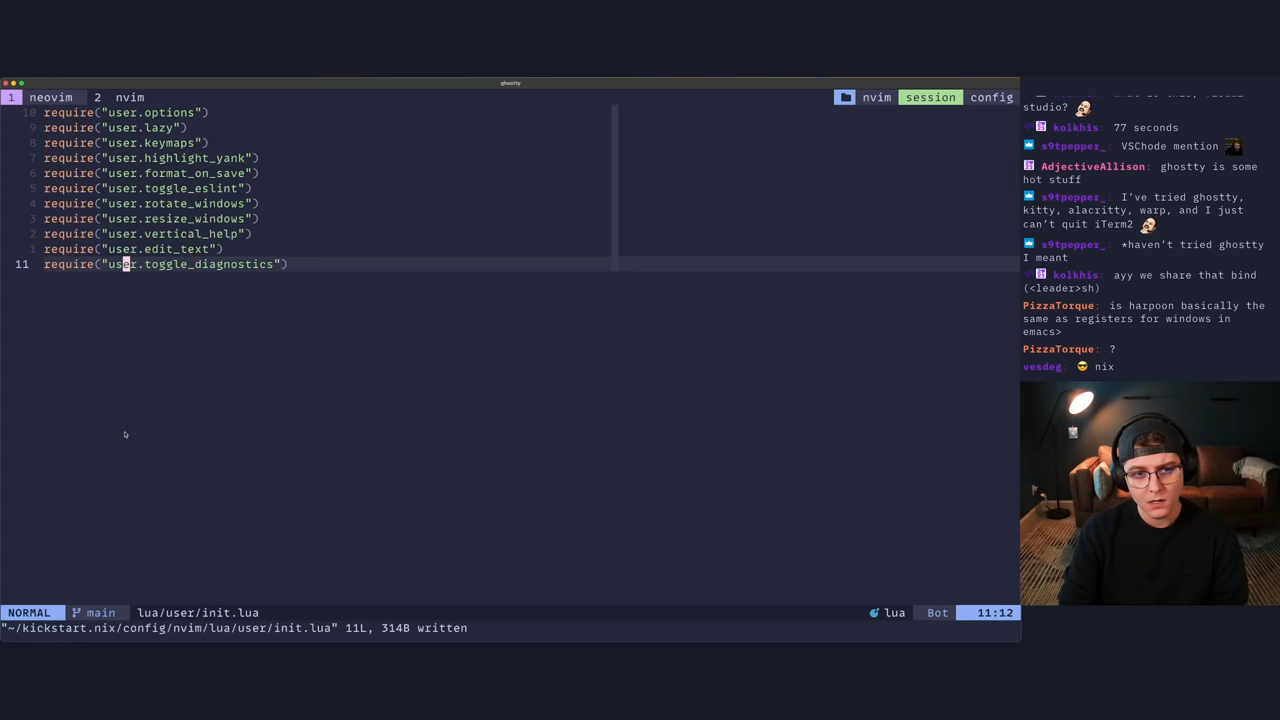 ghostty
1 neovim 2 nvim
nvim session config
10 require("user.options")
9 require("user.lazy")
8 require("user.keymaps")
7 require("user.highlight_yank")
6 require("user.format_on_save")
5 require("user.toggle_eslint")
4 require("user.rotate_windows")
3 require("user.resize_windows")
2 require("user.vertical_help")
1 require("user.edit_text")
11 require("user.toggle_diagnostics")
NORMAL main lua/user/init.lua
lua Bot 11:12
"~/kickstart.nix/config/nvim/lua/user/init.lua" 11L, 314B written
studio?
kolkhis: 77 seconds
s9tpepper_: VSChode mention
AdjectiveAllison: ghostty is some
hot stuff
s9tpepper_: I've tried ghostty,
kitty, alacritty, warp, and I just
can't quit iTerm2
s9tpepper_: *haven't tried ghostty
I meant
kolkhis: ayy we share that bind
(<leader>sh)
PizzaTorque: is harpoon basically the
same as registers for windows in
emacs>
PizzaTorque: ?
vesdeg: nix